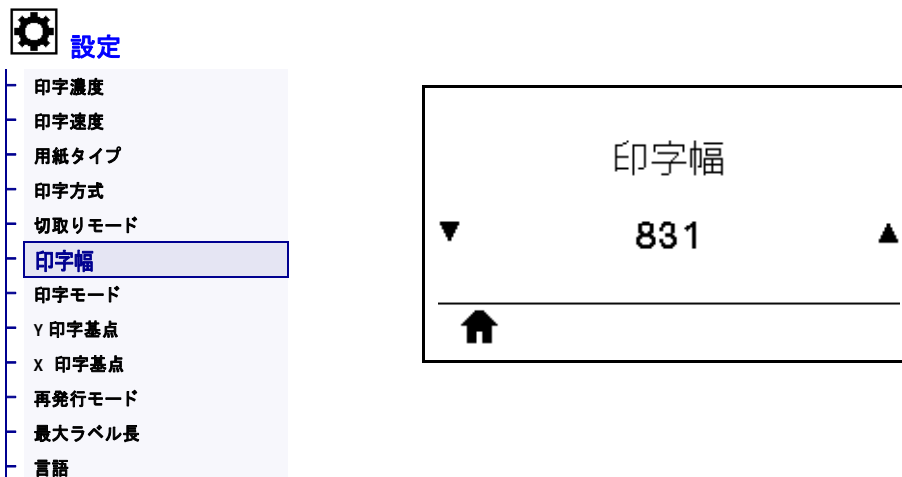 設定
印字濃度
印字速度
用紙タイプ
印字方式
切取りモード
印字幅
印字モード
Y 印字基点
X 印字基点
再発行モード
最大ラベル長
言語
印字幅
▼ 831 ▲